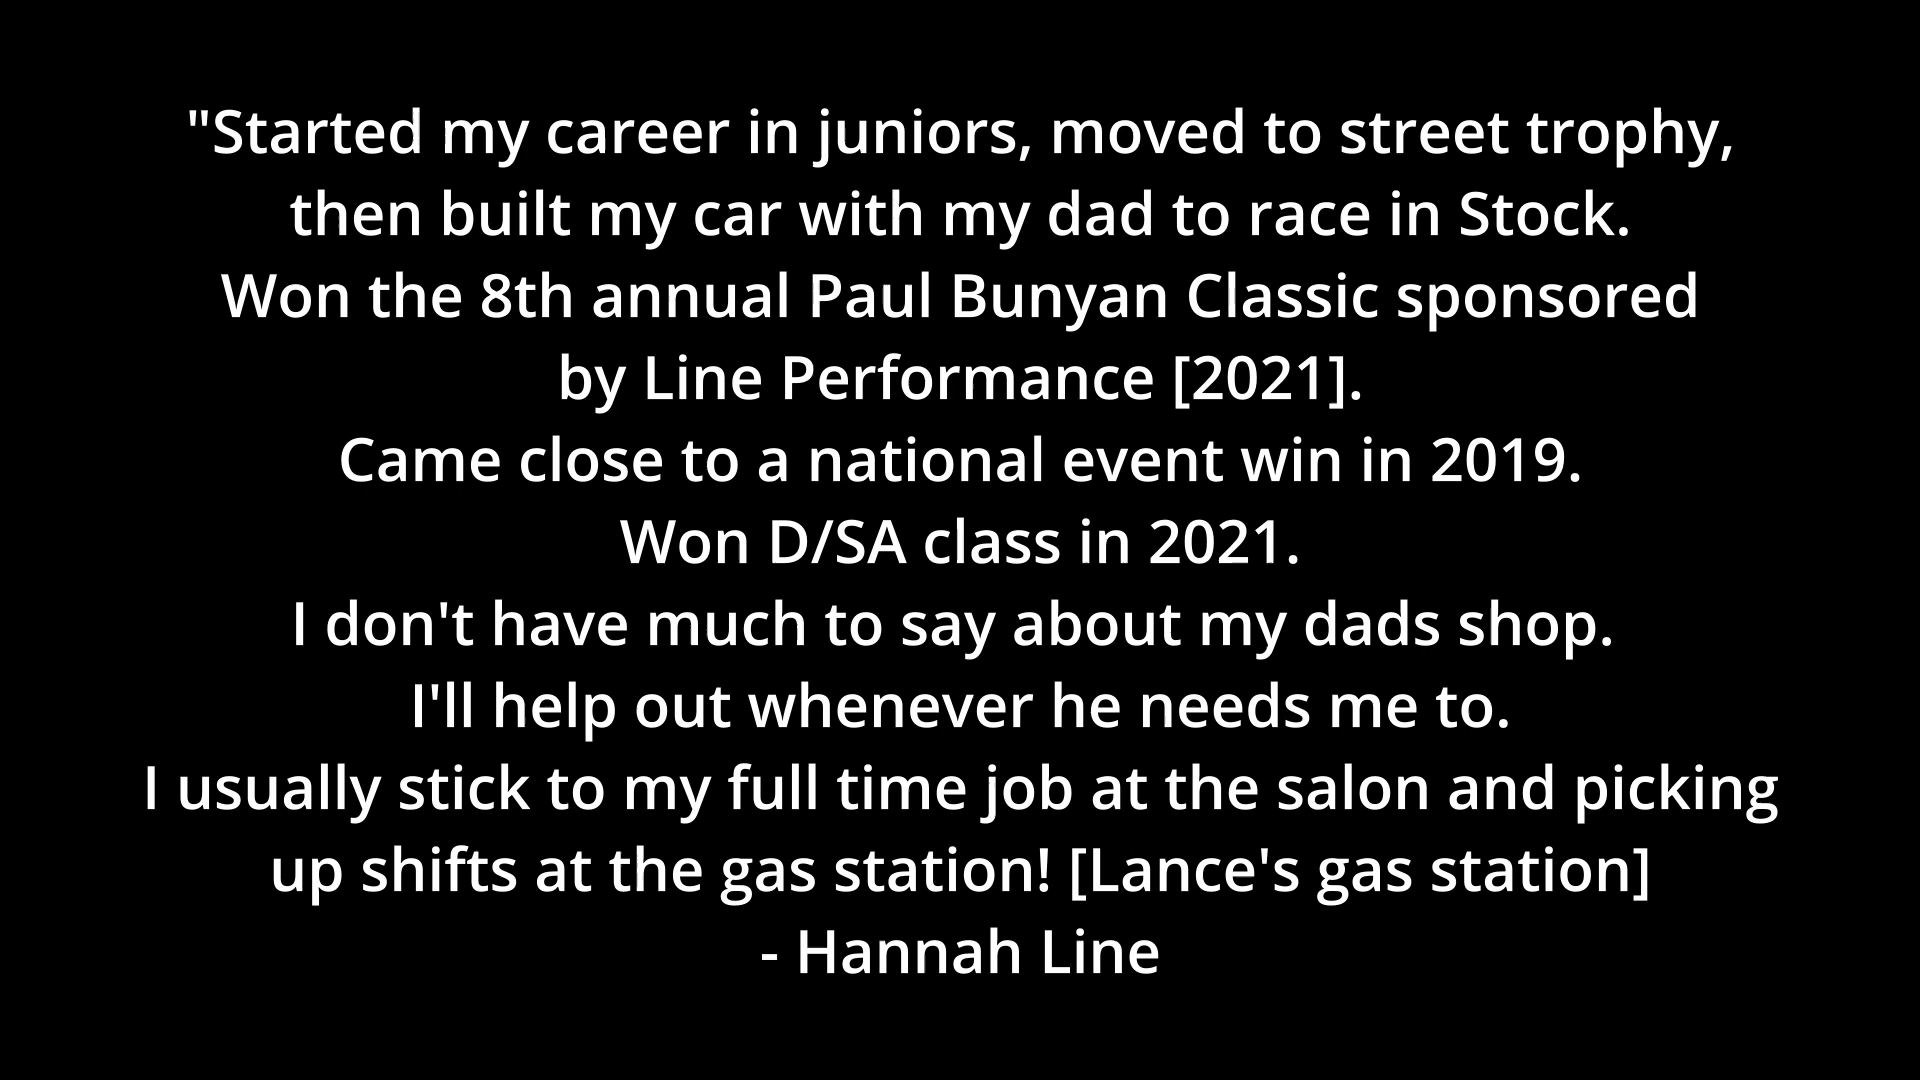 "Started my career in juniors, moved to street trophy,
then built my car with my dad to race in Stock.
Won the 8th annual Paul Bunyan Classic sponsored
by Line Performance [2021].
Came close to a national event win in 2019.
Won D/SA class in 2021.
I don't have much to say about my dads shop.
I'll help out whenever he needs me to.
I usually stick to my full time job at the salon and picking
up shifts at the gas station! [Lance's gas station]
- Hannah Line